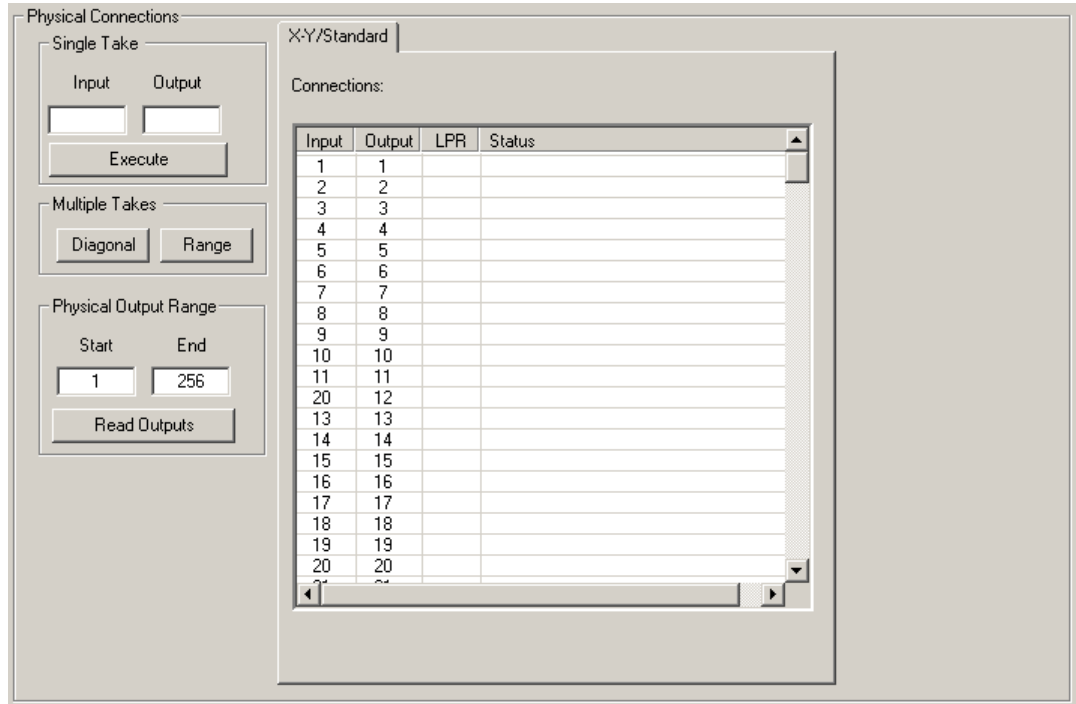 Physical Connections
Single Take
Input Output
Execute
Multiple Takes
Diagonal Range
Physical Output Range
Start End
1 256
Read Outputs
X-Y/Standard
Connections:
Input Output LPR Status
1 1
2 2
3 3
4 4
5 5
6 6
7 7
8 8
9 9
10 10
11 11
20 12
13 13
14 14
15 15
16 16
17 17
18 18
19 19
20 20